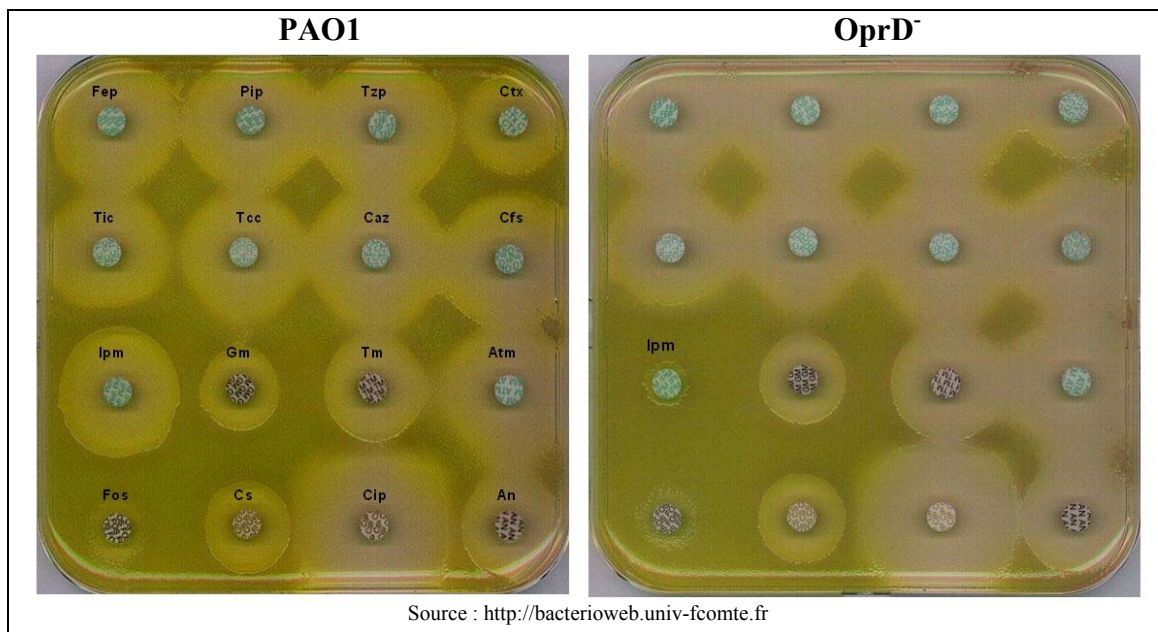 PAO1 OprD⁻
Fep Pip Tzp Ctx
Tic Tcc Caz Cfs
Ipm Gm Tm Atm
Ipm
Fos Cs Cip An
Source : http://bacterioweb.univ-fcomte.fr